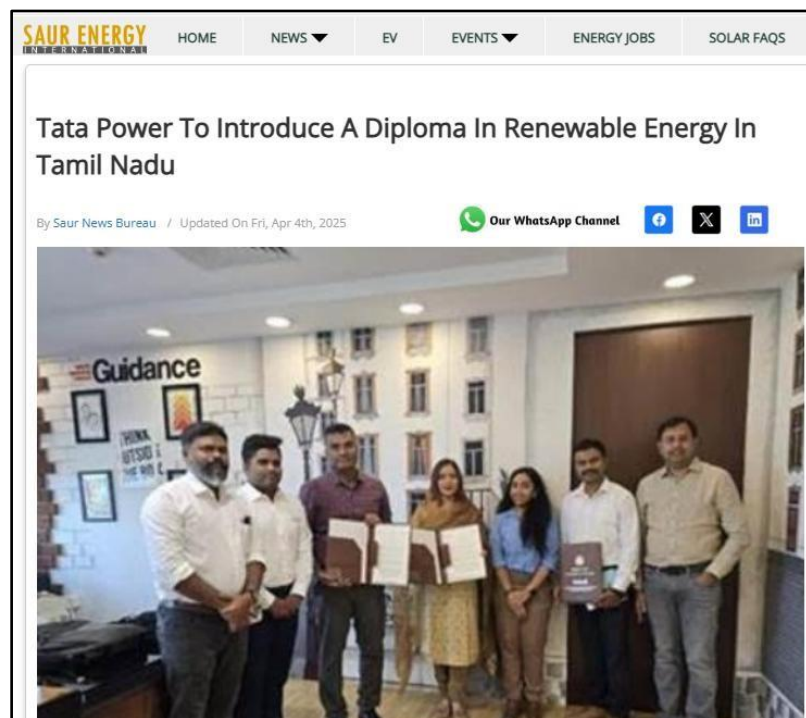 SAUR ENERGY
INTERNATIONAL
HOME
NEWS
EV
EVENTS
ENERGY JOBS
SOLAR FAQS
Tata Power To Introduce A Diploma In Renewable Energy In
Tamil Nadu
By Saur News Bureau / Updated On Fri, Apr 4th, 2025
Our WhatsApp Channel
Guidance
THINK
THE